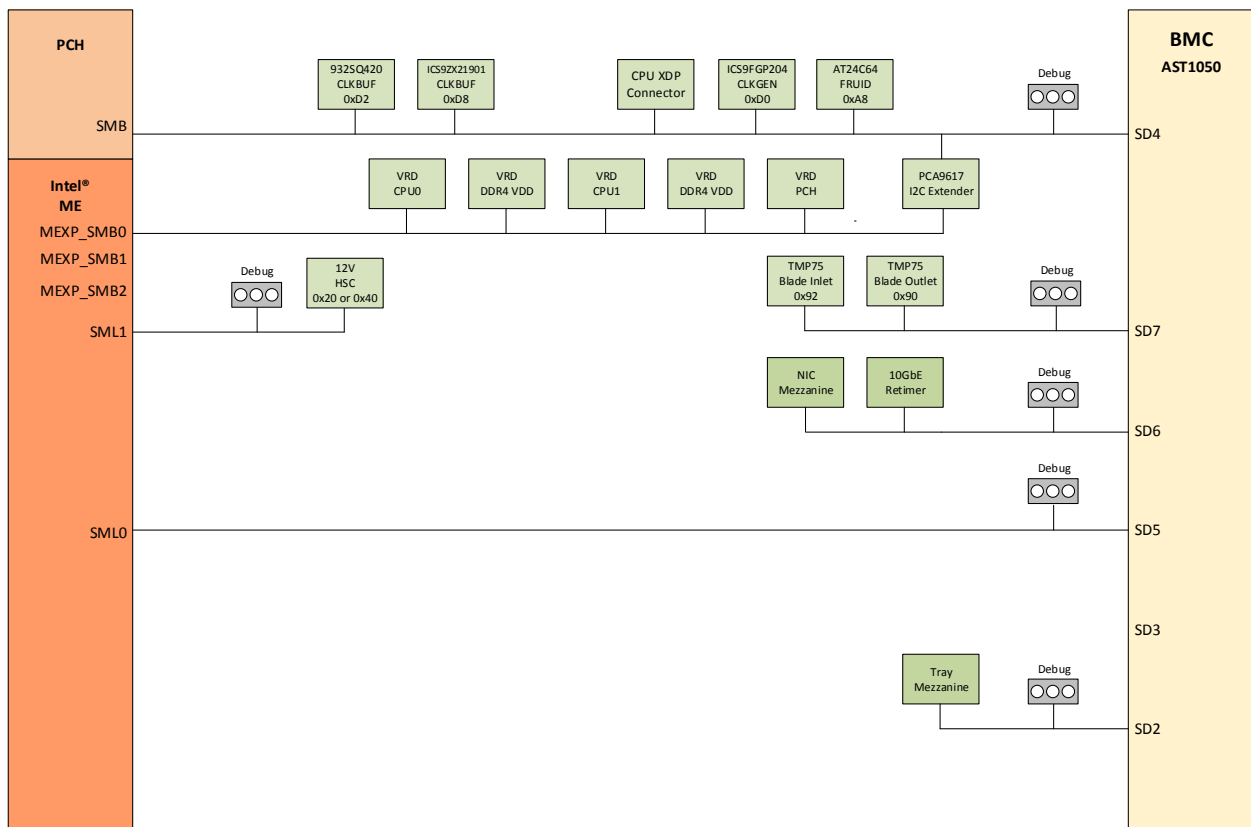 PCH
BMC
AST1050
932SQ420
CLKBUF
0xD2
ICS9ZX21901
CLKBUF
0xD8
CPU XDP
Connector
ICS9FGP204
CLKGEN
0xD0
AT24C64
FRUID
0xA8
Debug
SMB
SD4
Intel®
ME
VRD
CPU0
VRD
DDR4 VDD
VRD
CPU1
VRD
DDR4 VDD
VRD
PCH
PCA9617
I2C Extender
MEXP_SMB0
MEXP_SMB1
MEXP_SMB2
Debug
12V
HSC
0x20 or 0x40
TMP75
Blade Inlet
0x92
TMP75
Blade Outlet
0x90
Debug
SML1
SD7
NIC
Mezzanine
10GbE
Retimer
Debug
SD6
Debug
SML0
SD5
SD3
Tray
Mezzanine
Debug
SD2